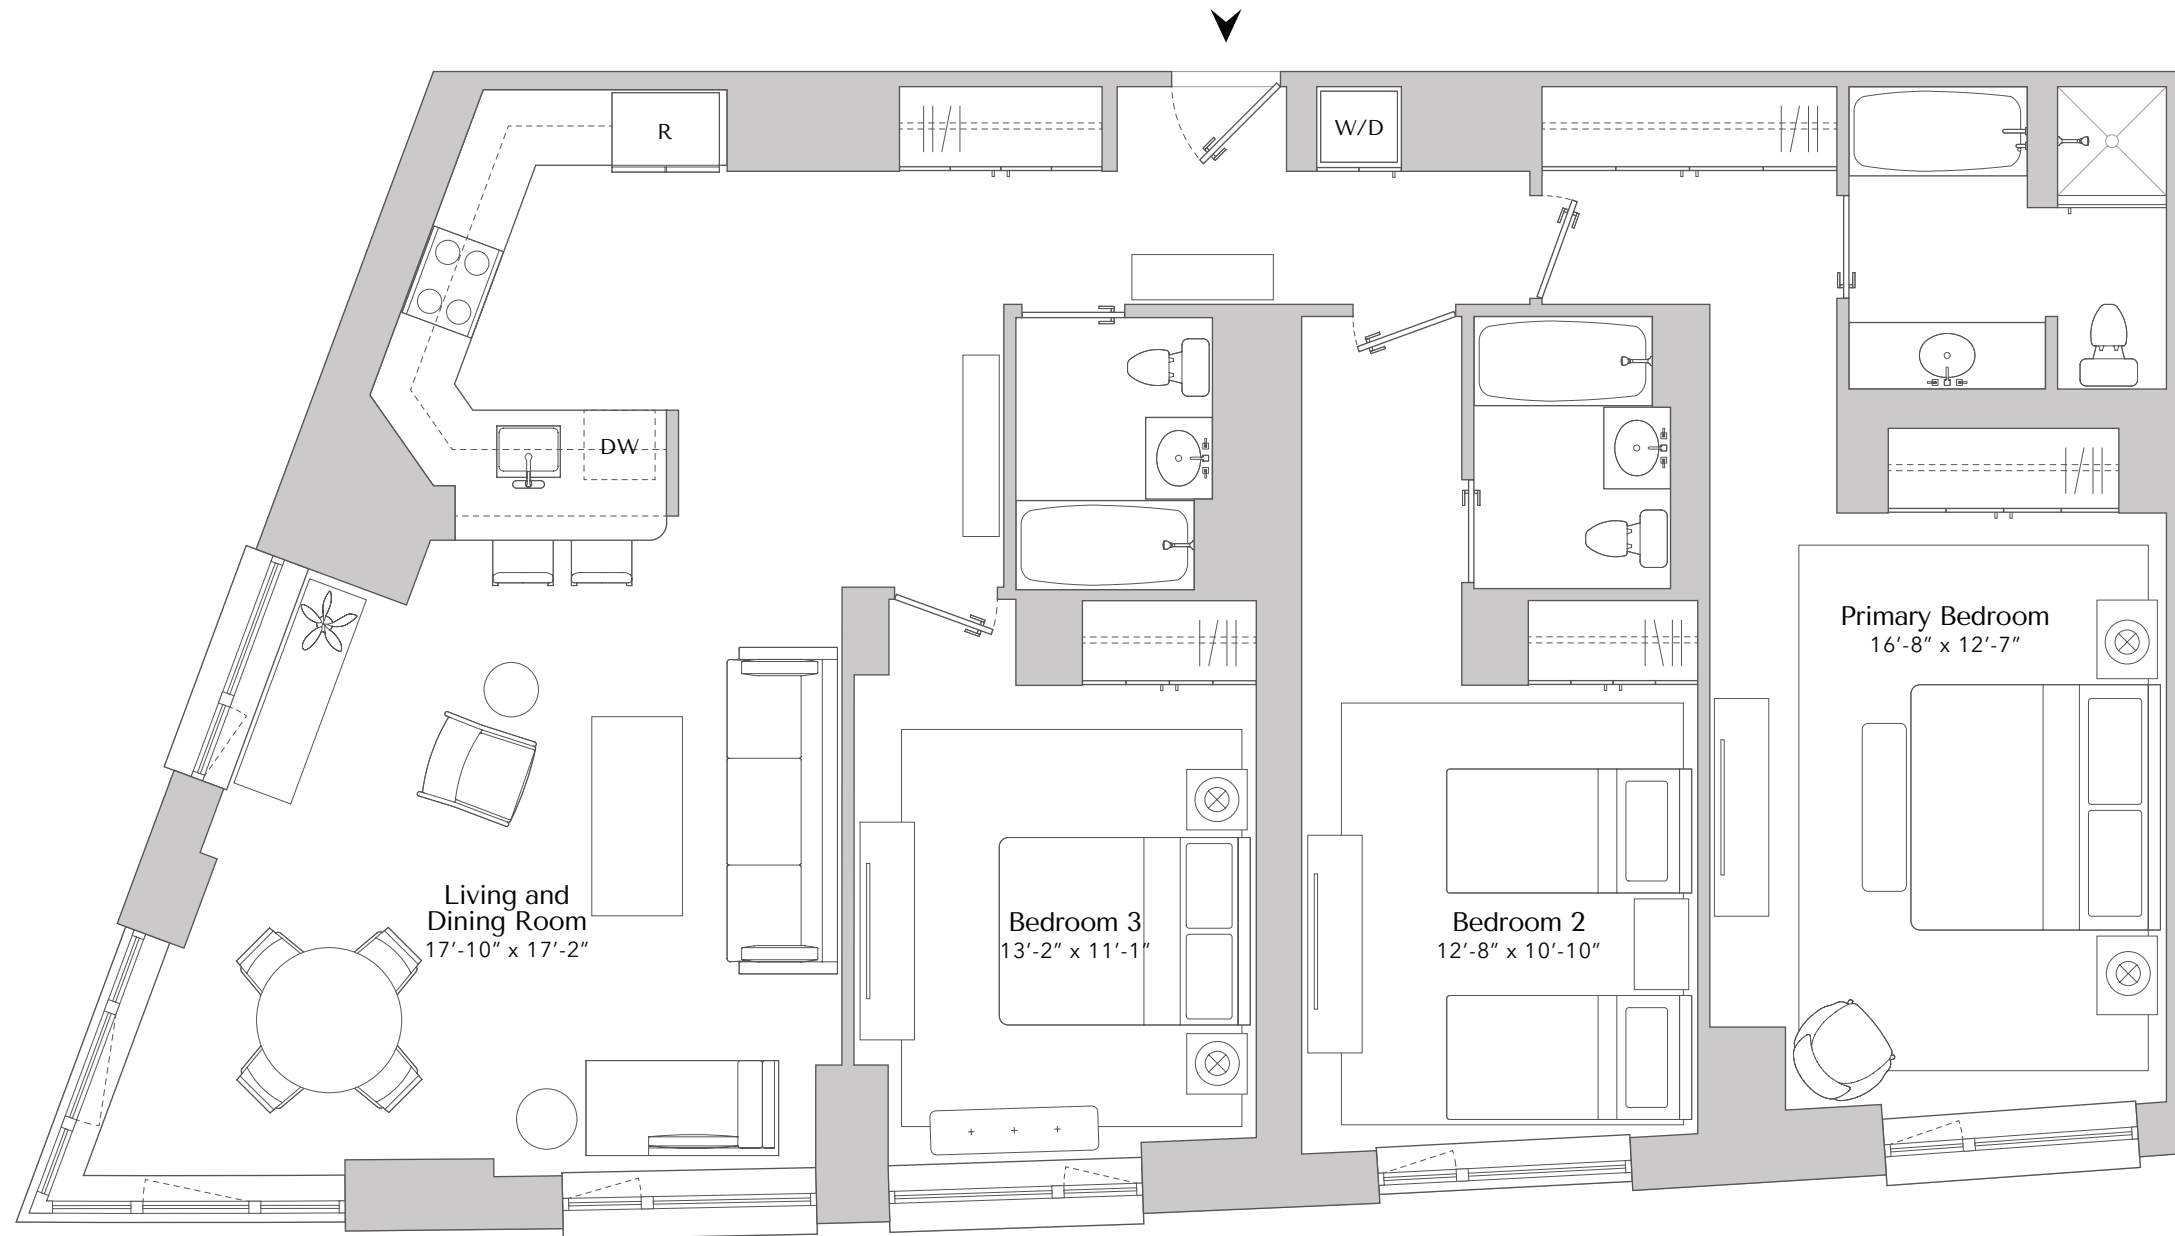 R
W/D
DW
Primary Bedroom
16’-8” x 12’-7”
Living and
Dining Room
17’-10” x 17’-2”
Bedroom 3
13’-2” x 11’-1”
Bedroom 2
12’-8” x 10’-10”